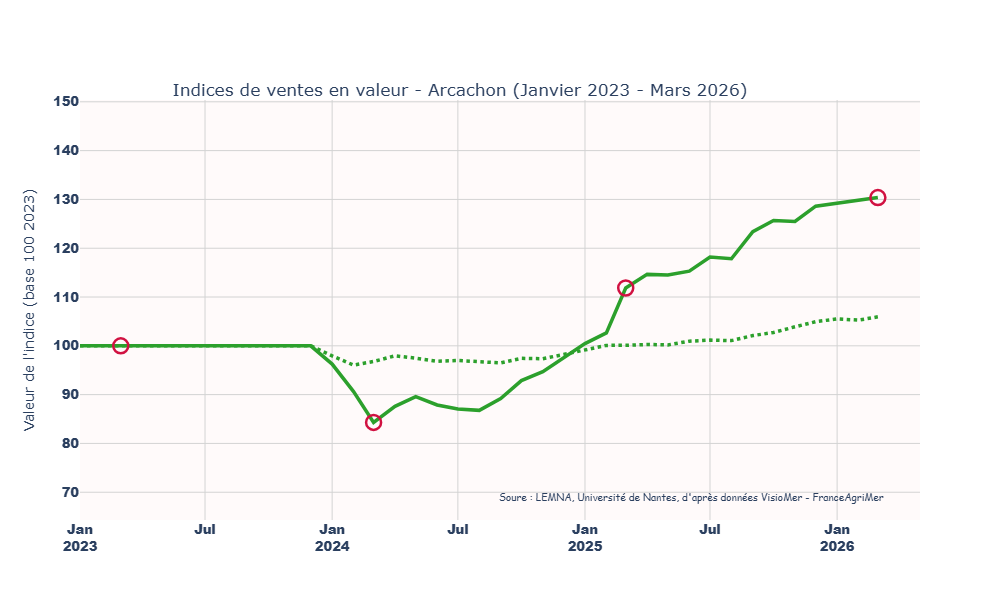 Indices de ventes en valeur - Arcachon (Janvier 2023 - Mars 2026)
Valeur de l'indice (base 100 2023)
150
140
130
120
110
100
90
80
70
Soure : LEMNA, Université de Nantes, d'après données VisioMer - FranceAgriMer
Jan
2023
Jul
Jan
2024
Jul
Jan
2025
Jul
Jan
2026